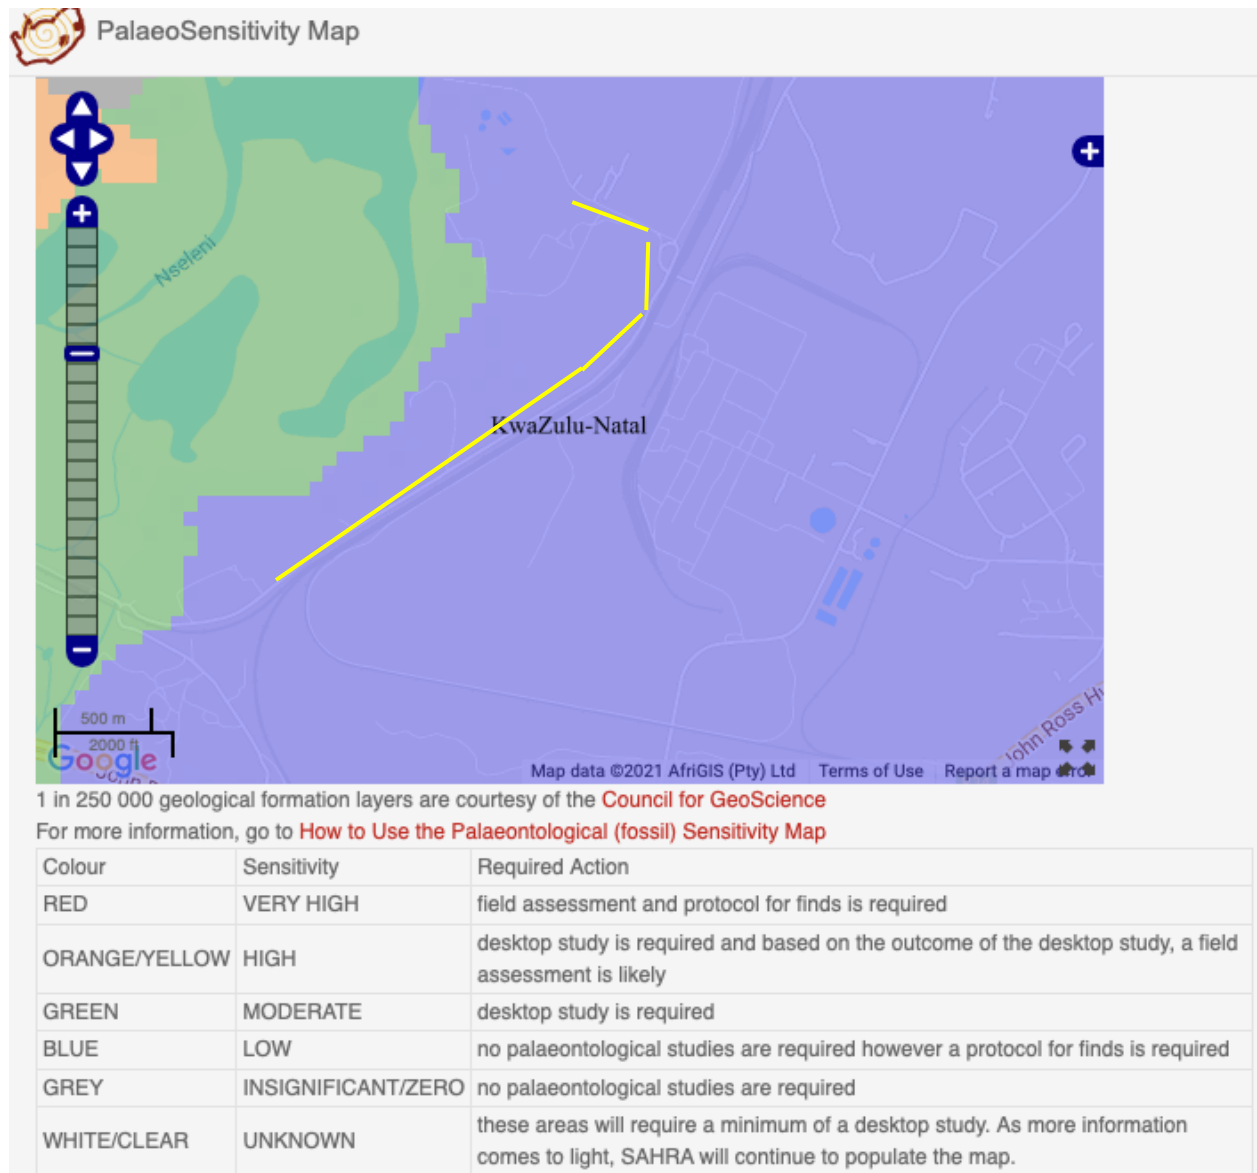 PalaeoSensitivity Map
Nseleni
KwaZulu-Natal
John Ross
500 m
2000 ft
Google
Map data ©2021 AfriGIS (Pty) Ltd Terms of Use Report a map
1 in 250 000 geological formation layers are courtesy of the Council for GeoScience
For more information, go to How to Use the Palaeontological (fossil) Sensitivity Map
Colour Sensitivity Required Action
RED VERY HIGH field assessment and protocol for finds is required
ORANGE/YELLOW HIGH desktop study is required and based on the outcome of the desktop study, a field
assessment is likely
GREEN MODERATE desktop study is required
BLUE LOW no palaeontological studies are required however a protocol for finds is required
GREY INSIGNIFICANT/ZERO no palaeontological studies are required
WHITE/CLEAR UNKNOWN these areas will require a minimum of a desktop study. As more information
comes to light, SAHRA will continue to populate the map.